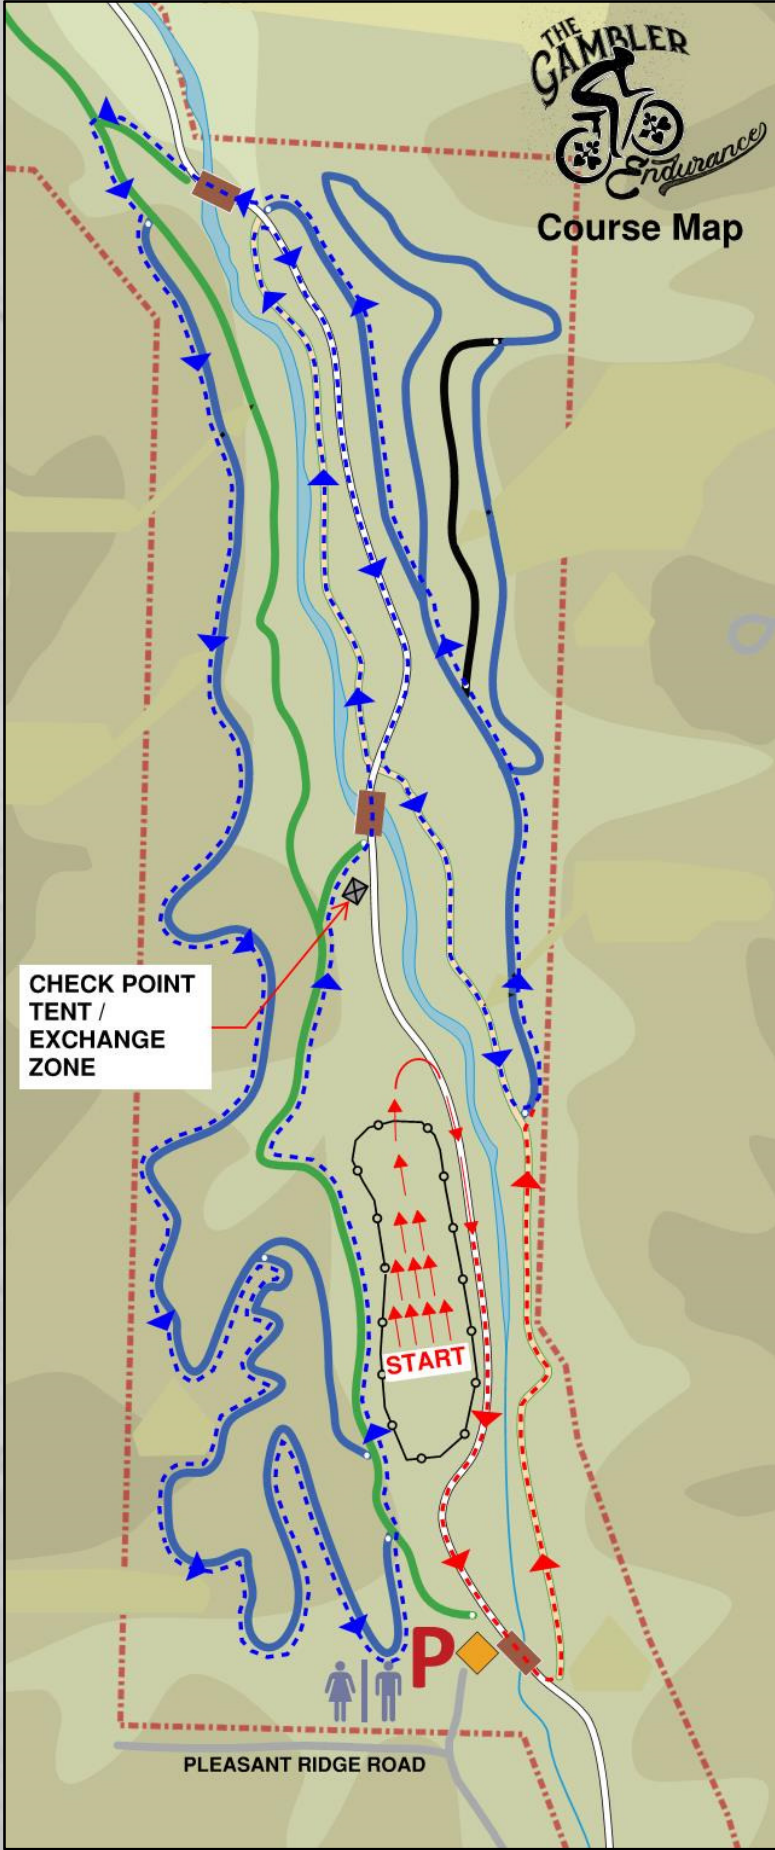 THE
GAMBLER
Endurance
Course Map
CHECK POINT
TENT /
EXCHANGE
ZONE
START
P
PLEASANT RIDGE ROAD